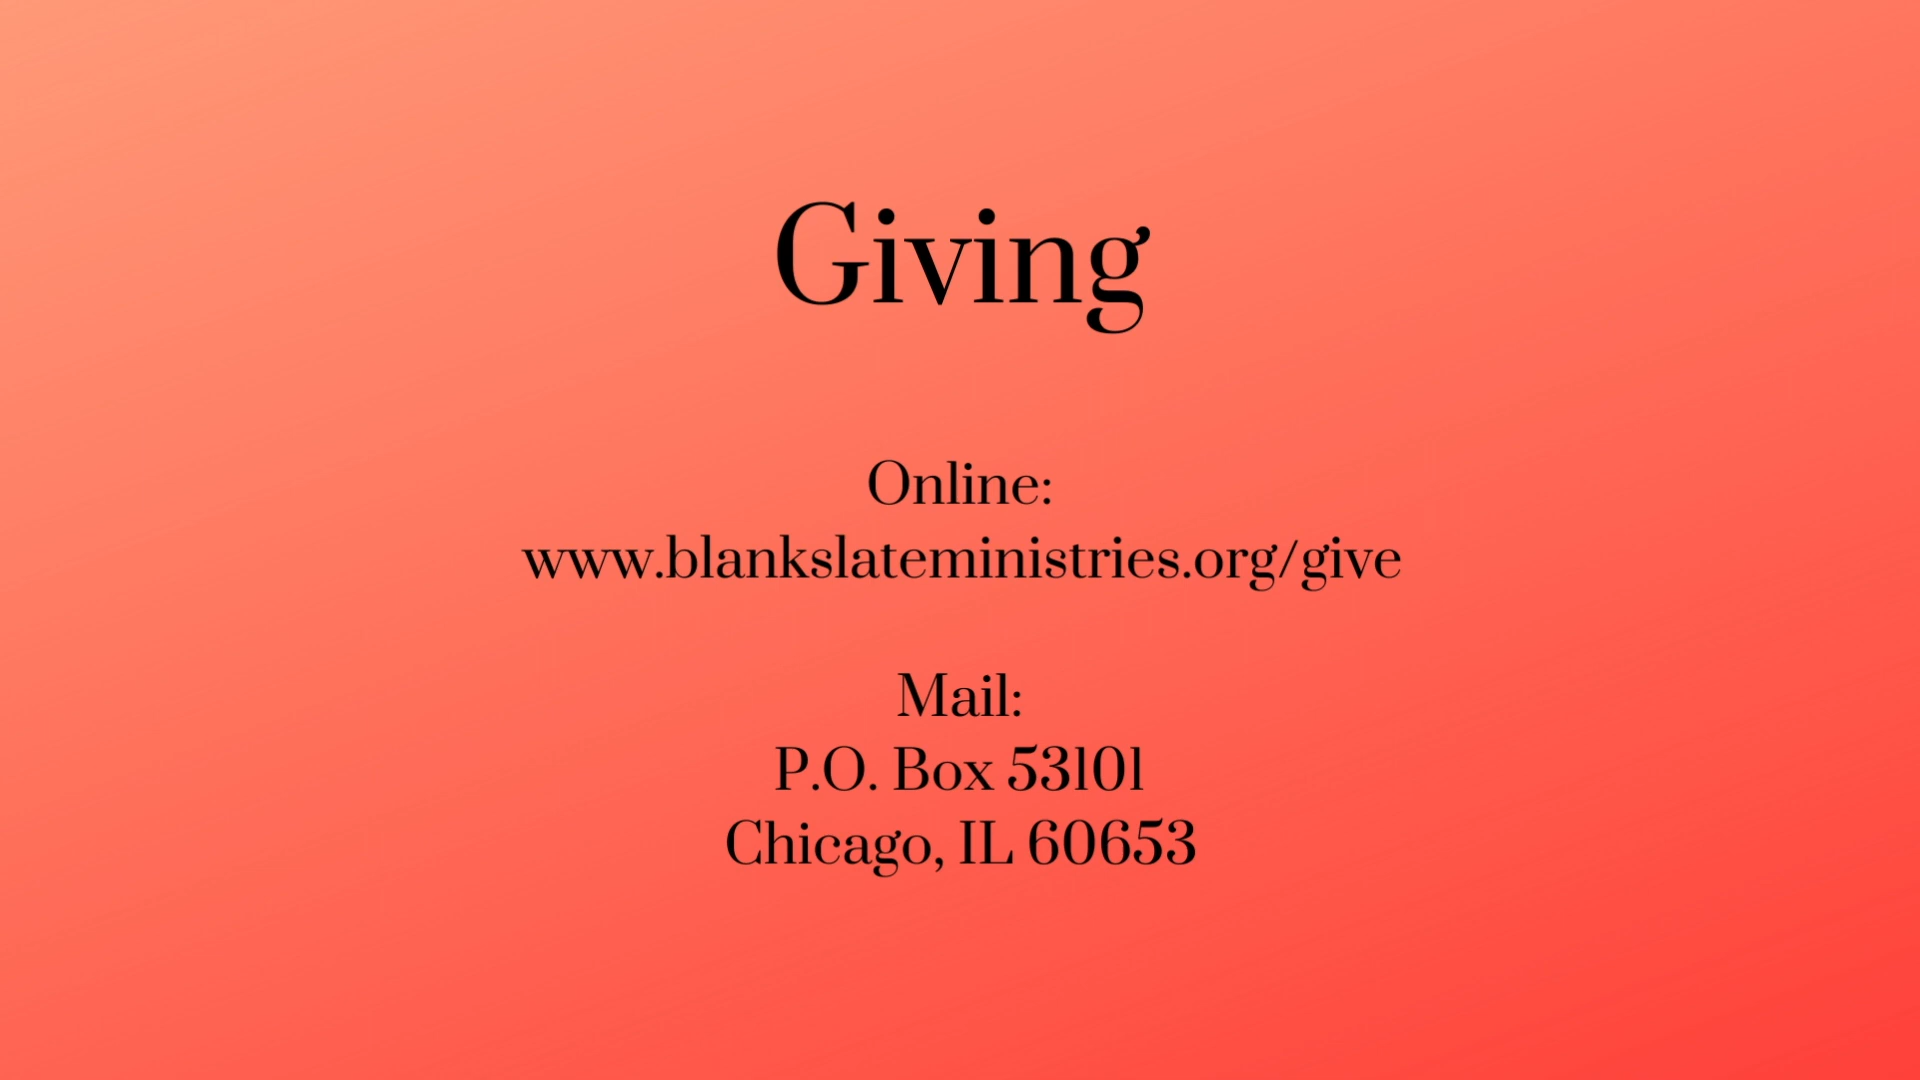 Giving
Online:
www.blankslateministries.org/give
Mail:
P.O. Box 53101
Chicago, IL 60653